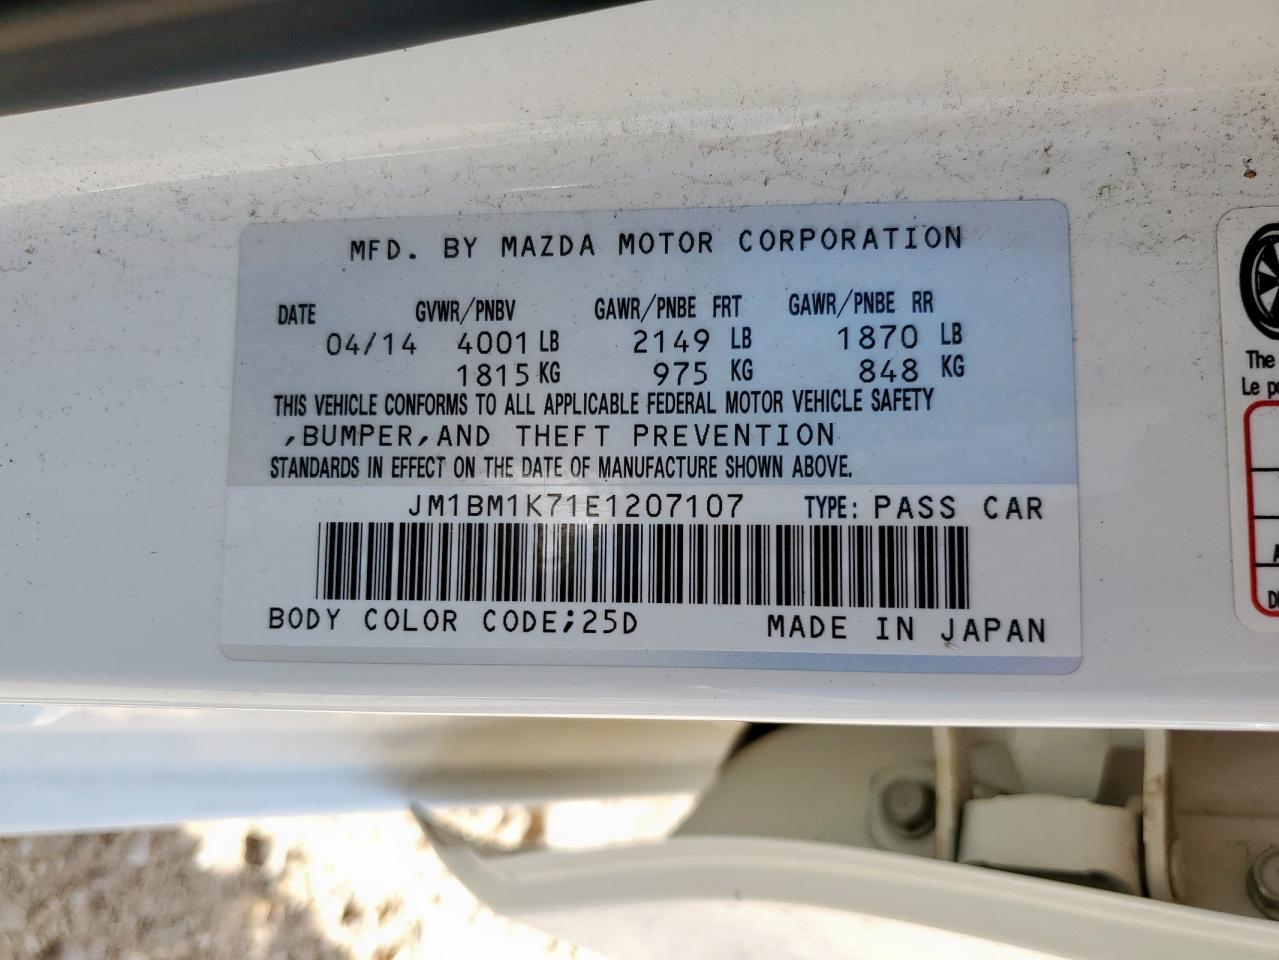 MFD. BY MAZDA MOTOR CORPORATION
DATE GVWR/PNBV GAWR/PNBE FRT GAWR/PNBE RR
04/14 4001 LB 2149 LB 1870 LB
1815 KG 975 KG 848 KG
THIS VEHICLE CONFORMS TO ALL APPLICABLE FEDERAL MOTOR VEHICLE SAFETY
,BUMPER,AND THEFT PREVENTION
STANDARDS IN EFFECT ON THE DATE OF MANUFACTURE SHOWN ABOVE.
JM1BM1K71E1207107 TYPE: PASS CAR
BODY COLOR CODE;25D MADE IN JAPAN
The
Le